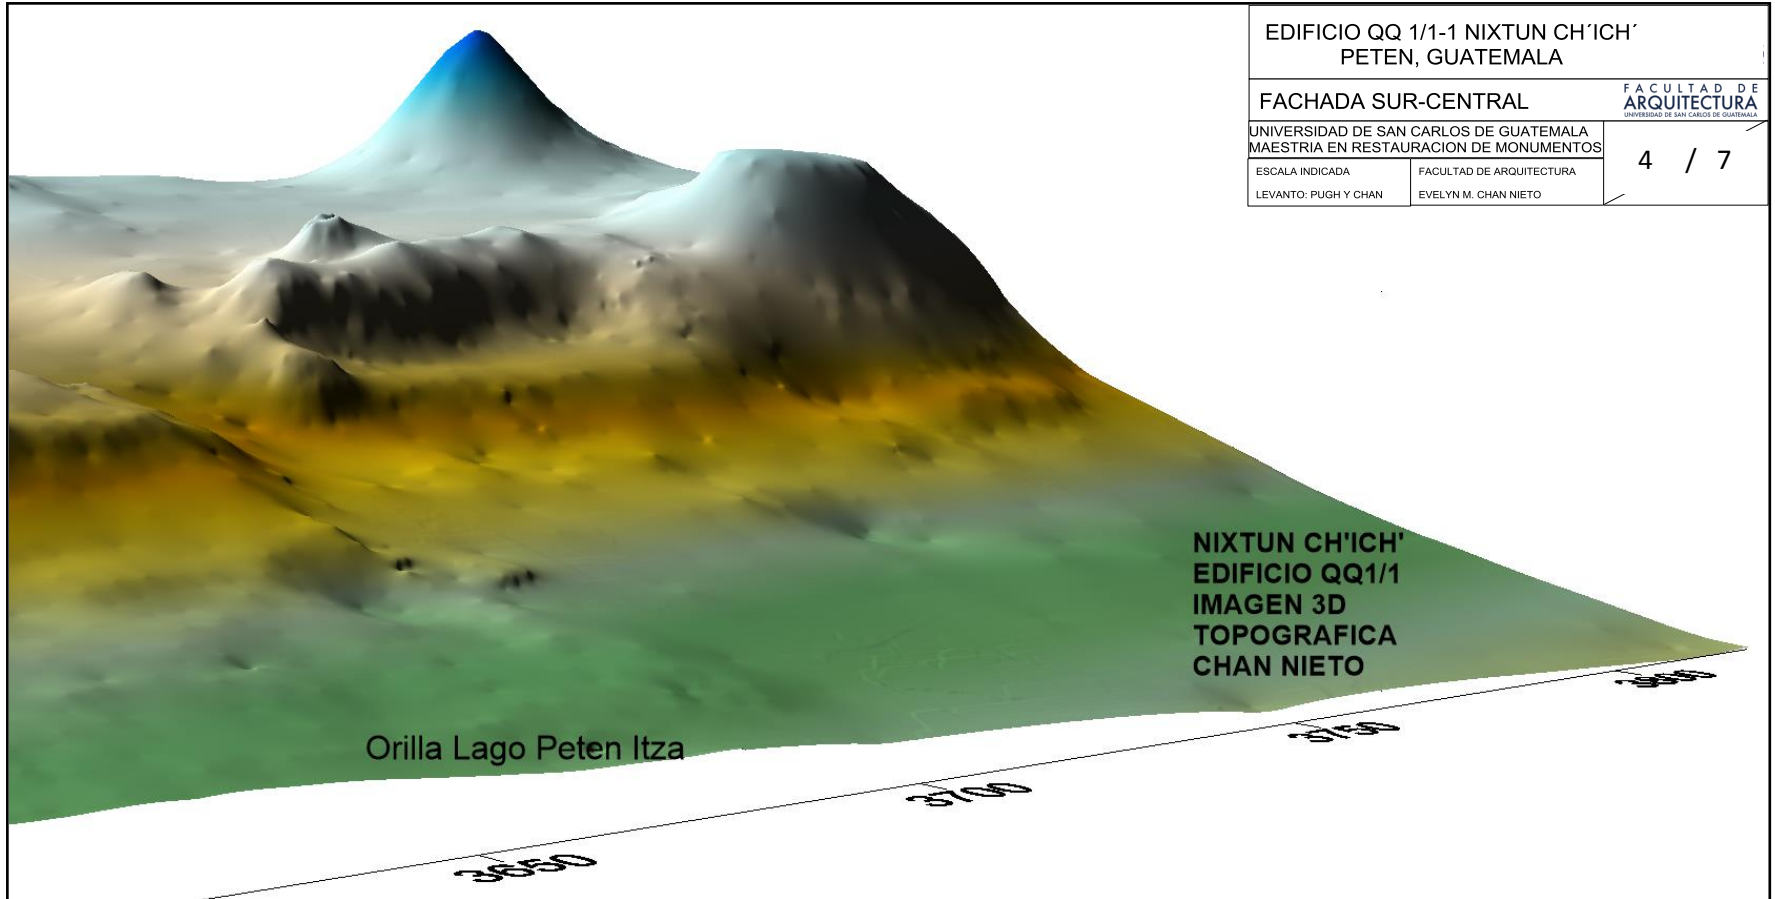 EDIFICIO QQ 1/1-1 NIXTUN CH´ICH´
PETEN, GUATEMALA
FACHADA SUR-CENTRAL
FACULTAD DE
ARQUITECTURA
UNIVERSIDAD DE SAN CARLOS DE GUATEMALA
UNIVERSIDAD DE SAN CARLOS DE GUATEMALA
MAESTRIA EN RESTAURACION DE MONUMENTOS
4 / 7
ESCALA INDICADA
FACULTAD DE ARQUITECTURA
LEVANTO: PUGH Y CHAN
EVELYN M. CHAN NIETO
NIXTUN CH'ICH'
EDIFICIO QQ1/1
IMAGEN 3D
TOPOGRAFICA
CHAN NIETO
Orilla Lago Peten Itza
3650
3700
3750
3800